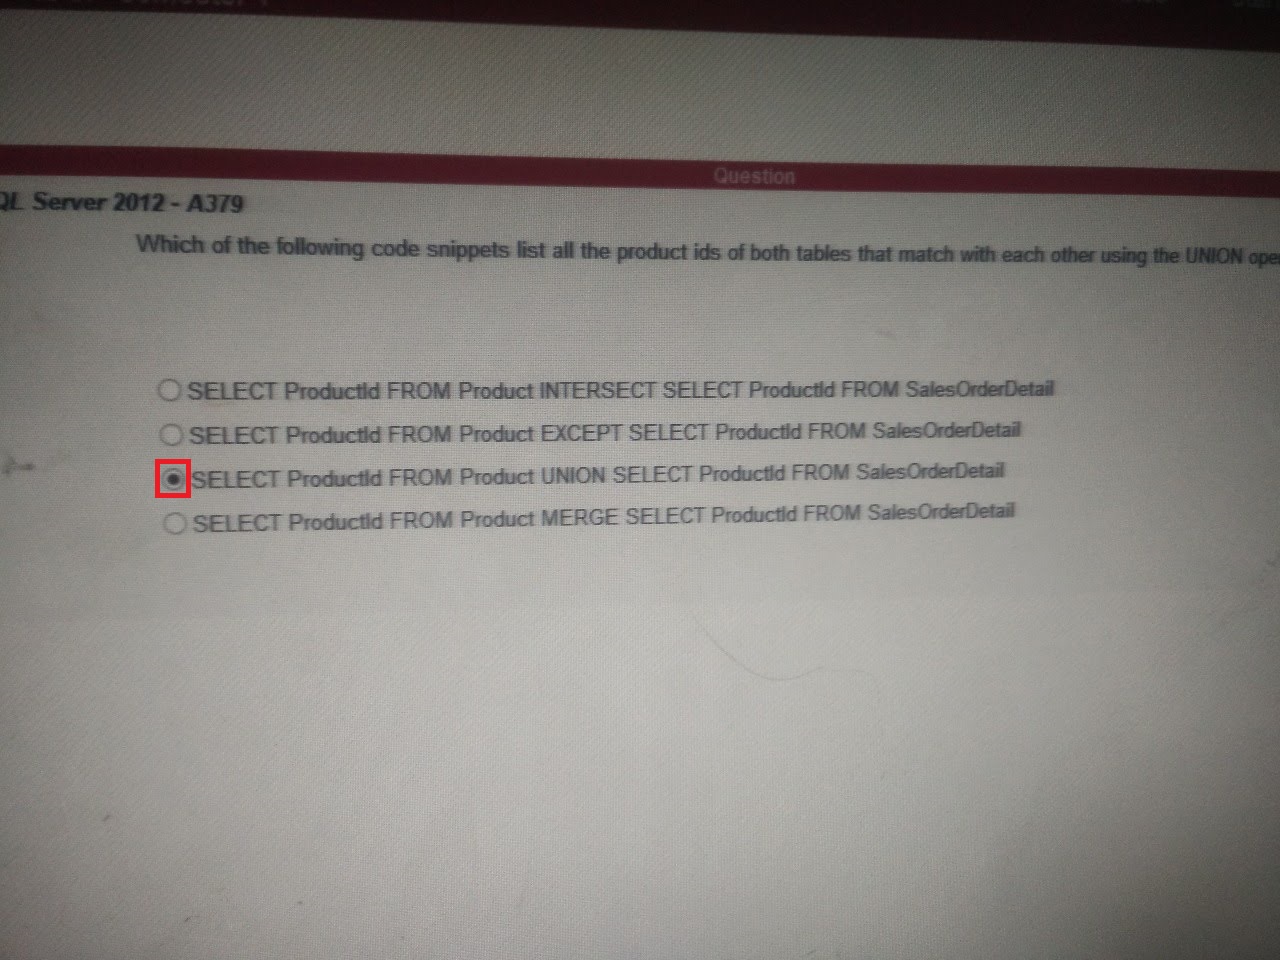 Question
QL Server 2012 - A379
Which of the following code snippets list all the product ids of both tables that match with each other using the UNION ope
SELECT ProductId FROM Product INTERSECT SELECT ProductId FROM SalesOrderDetail
SELECT ProductId FROM Product EXCEPT SELECT ProductId FROM SalesOrderDetail
SELECT ProductId FROM Product UNION SELECT ProductId FROM SalesOrderDetail
SELECT ProductId FROM Product MERGE SELECT ProductId FROM SalesOrderDetail